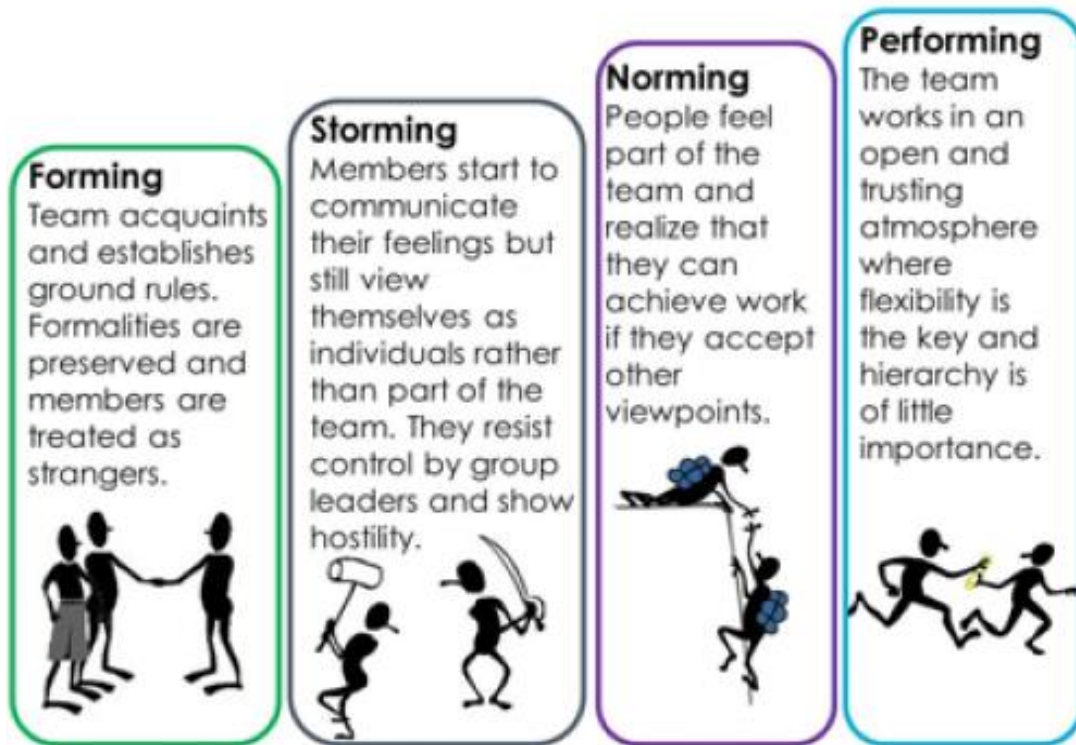 Forming
Team acquaints
and establishes
ground rules.
Formalities are
preserved and
members are
treated as
strangers.
Storming
Members start to
communicate
their feelings but
still view
themselves as
individuals rather
than part of the
team. They resist
control by group
leaders and show
hostility.
Norming
People feel
part of the
team and
realize that
they can
achieve work
if they accept
other
viewpoints.
Performing
The team
works in an
open and
trusting
atmosphere
where
flexibility is
the key and
hierarchy is
of little
importance.